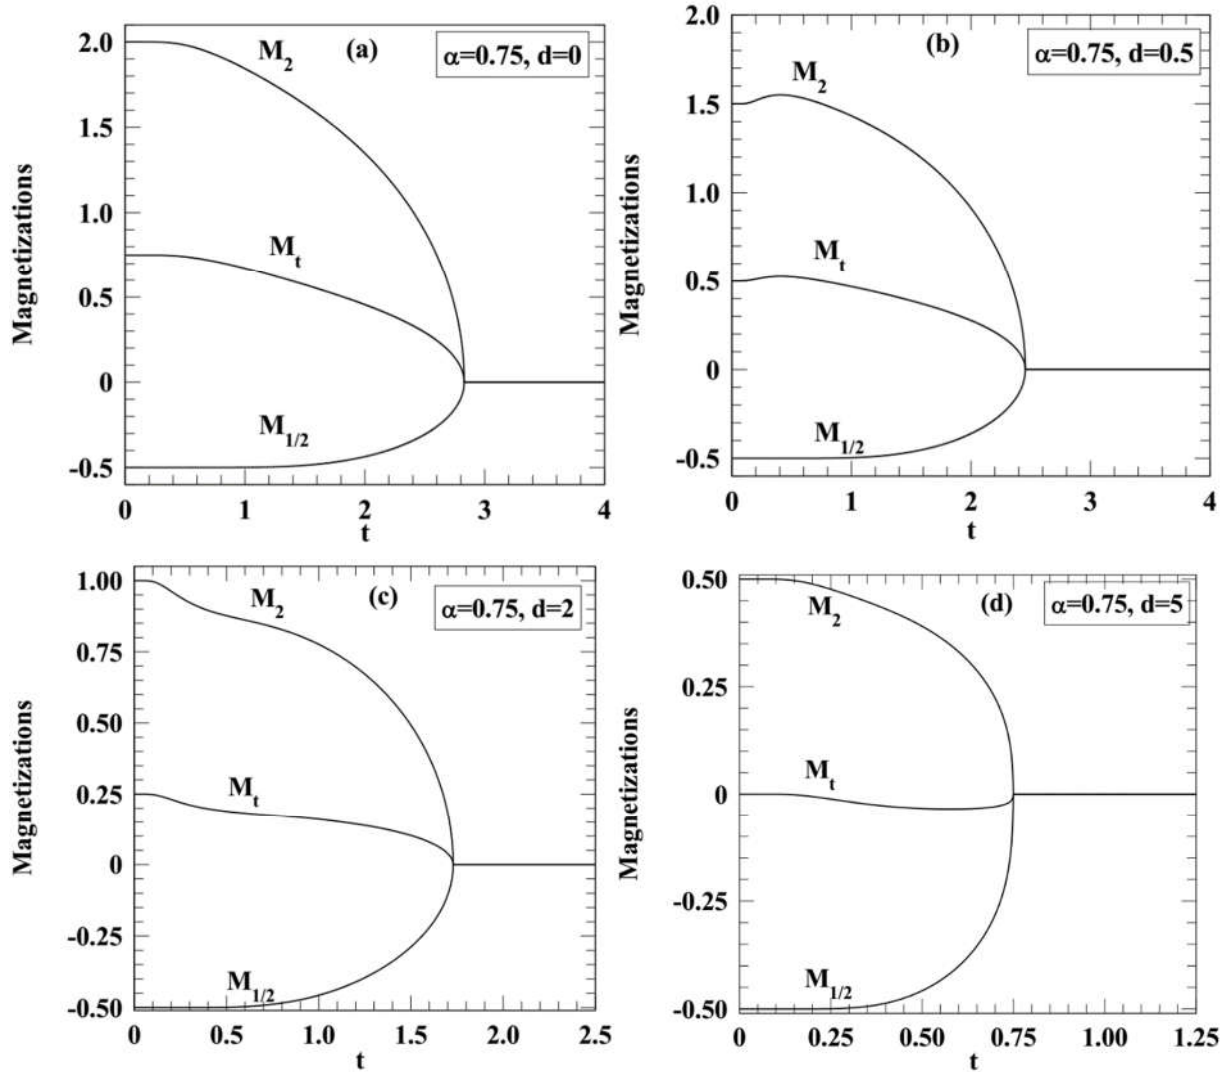 (a)
α=0.75, d=0
M2
Mt
M1/2
2.0
1.5
1.0
0.5
0
-0.5
0 1 2 3 4
t
Magnetizations
(b)
α=0.75, d=0.5
M2
Mt
M1/2
2.0
1.5
1.0
0.5
0
-0.5
0 1 2 3 4
t
Magnetizations
(c)
α=0.75, d=2
M2
Mt
M1/2
1.00
0.75
0.50
0.25
0
-0.25
-0.50
0 0.5 1.0 1.5 2.0 2.5
t
Magnetizations
(d)
α=0.75, d=5
M2
Mt
M1/2
0.50
0.25
0
-0.25
-0.50
0 0.25 0.50 0.75 1.00 1.25
t
Magnetizations